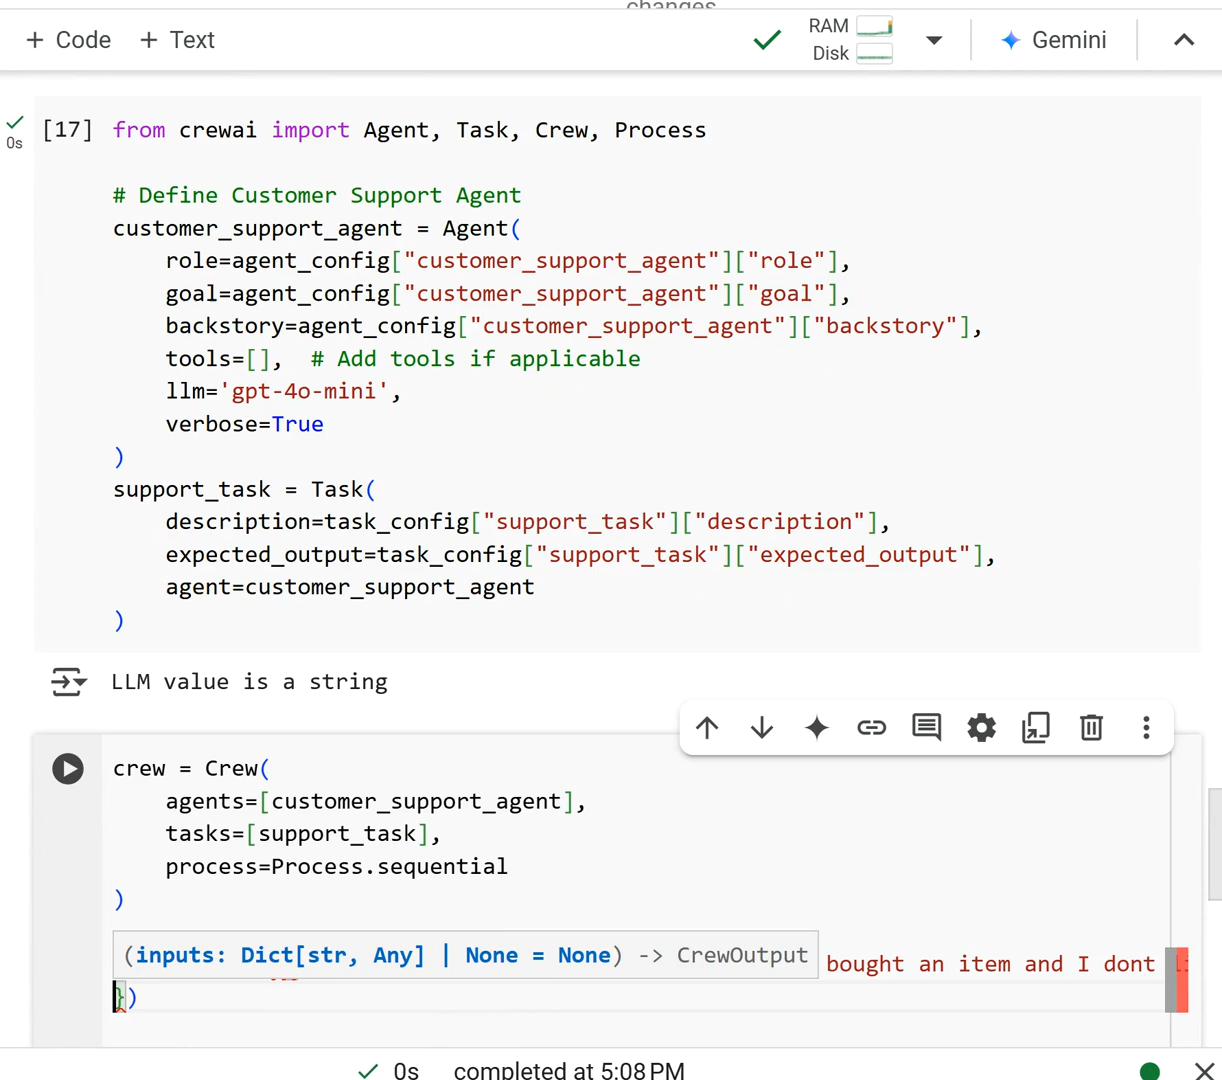 changes
+ Code + Text
RAM
Disk
Gemini
0s
[17] from crewai import Agent, Task, Crew, Process
# Define Customer Support Agent
customer_support_agent = Agent(
role=agent_config["customer_support_agent"]["role"],
goal=agent_config["customer_support_agent"]["goal"],
backstory=agent_config["customer_support_agent"]["backstory"],
tools=[], # Add tools if applicable
llm='gpt-4o-mini',
verbose=True
)
support_task = Task(
description=task_config["support_task"]["description"],
expected_output=task_config["support_task"]["expected_output"],
agent=customer_support_agent
)
LLM value is a string
crew = Crew(
agents=[customer_support_agent],
tasks=[support_task],
process=Process.sequential
)
(inputs: Dict[str, Any] | None = None) -> CrewOutput
bought an item and I dont
})
0s completed at 5:08 PM